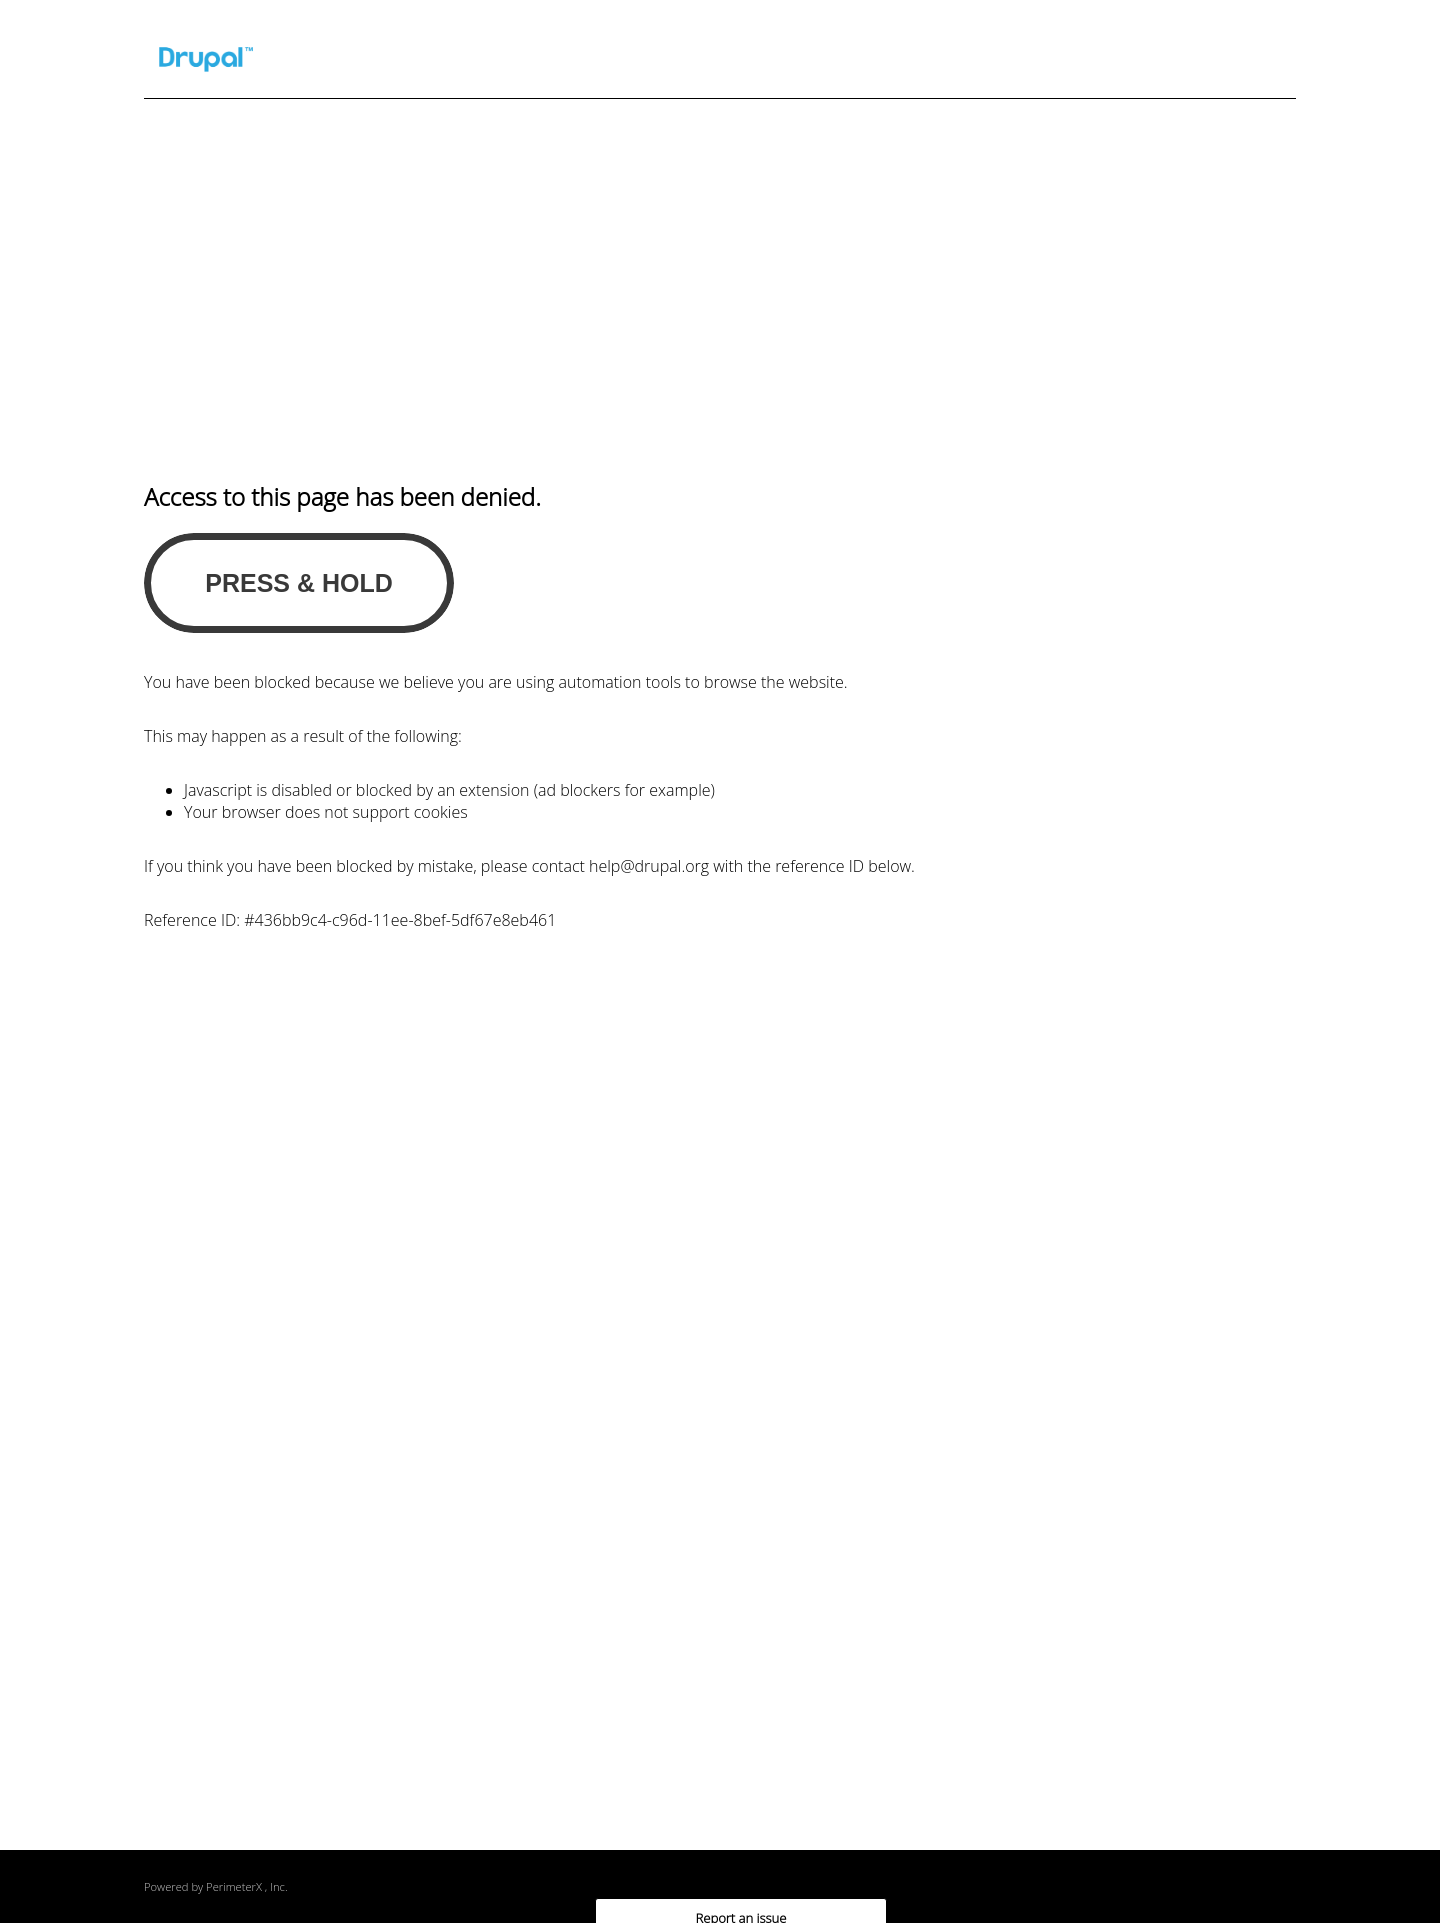 Drupal™
Access to this page has been denied.
PRESS & HOLD
You have been blocked because we believe you are using automation tools to browse the website.
This may happen as a result of the following:
Javascript is disabled or blocked by an extension (ad blockers for example)
Your browser does not support cookies
If you think you have been blocked by mistake, please contact help@drupal.org with the reference ID below.
Reference ID: #436bb9c4-c96d-11ee-8bef-5df67e8eb461
Powered by PerimeterX , Inc.
Report an issue